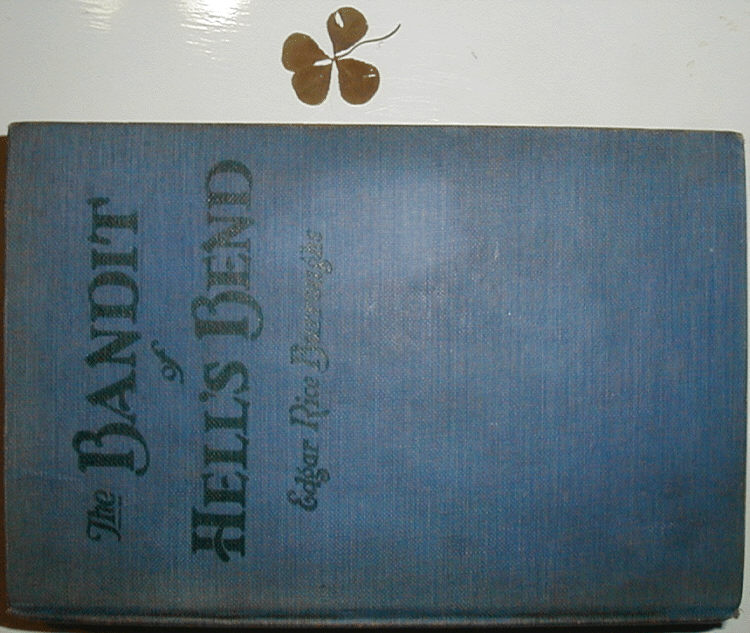 The BANDIT
of
HELL'S BEND
Edgar Rice Burroughs